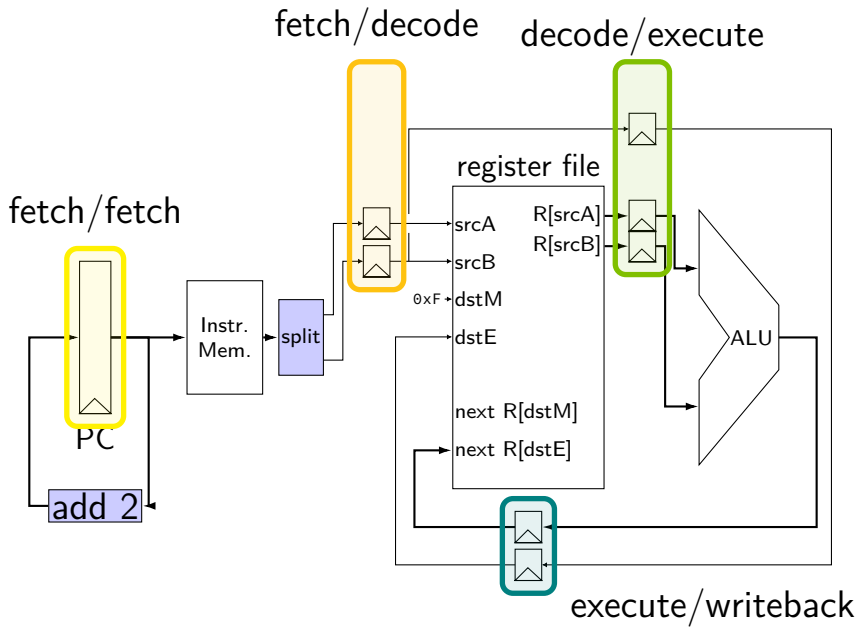 fetch/decode
decode/execute
register file
fetch/fetch
srcA
R[srcA]
srcB
R[srcB]
0xF
dstM
Instr.
Mem.
split
dstE
ALU
next R[dstM]
PC
next R[dstE]
add 2
execute/writeback